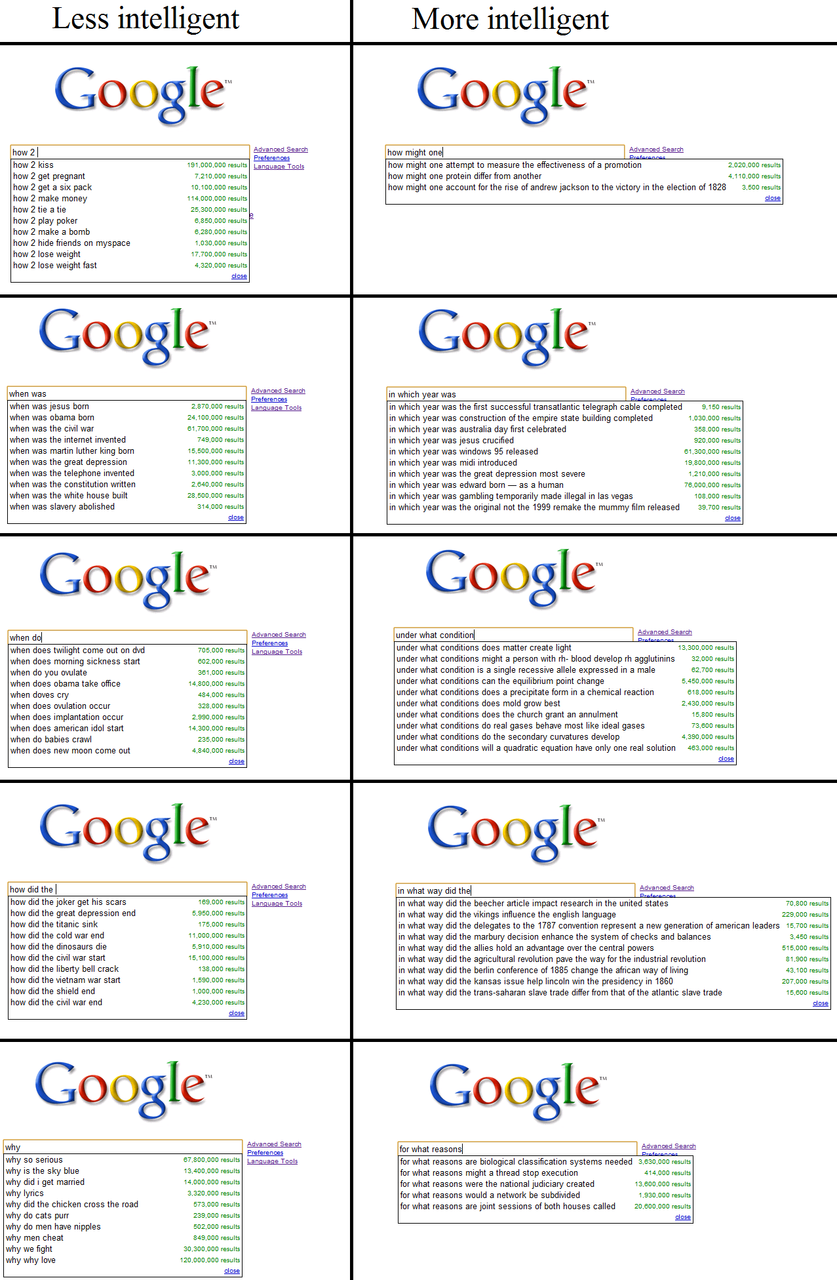 Less intelligent
More intelligent
Google™
how 2
Advanced Search
Preferences
Language Tools
how 2 kiss 191,000,000 results
how 2 get pregnant 7,210,000 results
how 2 get a six pack 10,100,000 results
how 2 make money 114,000,000 results
how 2 tie a tie 25,300,000 results
how 2 play poker 6,850,000 results
how 2 make a bomb 6,280,000 results
how 2 hide friends on myspace 1,030,000 results
how 2 lose weight 17,700,000 results
how 2 lose weight fast 4,320,000 results
close
Google™
how might one
Advanced Search
Preferences
how might one attempt to measure the effectiveness of a promotion 2,020,000 results
how might one protein differ from another 4,110,000 results
how might one account for the rise of andrew jackson to the victory in the election of 1828 3,500 results
close
Google™
when was
Advanced Search
Preferences
Language Tools
when was jesus born 2,870,000 results
when was obama born 24,100,000 results
when was the civil war 61,700,000 results
when was the internet invented 749,000 results
when was martin luther king born 15,500,000 results
when was the great depression 11,300,000 results
when was the telephone invented 3,000,000 results
when was the constitution written 2,640,000 results
when was the white house built 28,500,000 results
when was slavery abolished 314,000 results
close
Google™
in which year was
Advanced Search
Preferences
in which year was the first successful transatlantic telegraph cable completed 9,150 results
in which year was construction of the empire state building completed 1,030,000 results
in which year was australia day first celebrated 358,000 results
in which year was jesus crucified 920,000 results
in which year was windows 95 released 61,300,000 results
in which year was midi introduced 19,800,000 results
in which year was the great depression most severe 1,210,000 results
in which year was edward born — as a human 76,000,000 results
in which year was gambling temporarily made illegal in las vegas 108,000 results
in which year was the original not the 1999 remake the mummy film released 39,700 results
close
Google™
when do
Advanced Search
Preferences
Language Tools
when does twilight come out on dvd 705,000 results
when does morning sickness start 602,000 results
when do you ovulate 361,000 results
when does obama take office 14,800,000 results
when doves cry 484,000 results
when does ovulation occur 328,000 results
when does implantation occur 2,990,000 results
when does american idol start 14,300,000 results
when do babies crawl 235,000 results
when does new moon come out 4,840,000 results
close
Google™
under what condition
Advanced Search
Preferences
under what conditions does matter create light 13,300,000 results
under what conditions might a person with rh- blood develop rh agglutinins 32,000 results
under what condition is a single recessive allele expressed in a male 62,700 results
under what conditions can the equilibrium point change 5,450,000 results
under what conditions does a precipitate form in a chemical reaction 618,000 results
under what conditions does mold grow best 2,430,000 results
under what conditions does the church grant an annulment 15,800 results
under what conditions do real gases behave most like ideal gases 73,600 results
under what conditions do the secondary curvatures develop 4,390,000 results
under what conditions will a quadratic equation have only one real solution 463,000 results
close
Google™
how did the
Advanced Search
Preferences
Language Tools
how did the joker get his scars 169,000 results
how did the great depression end 5,950,000 results
how did the titanic sink 175,000 results
how did the cold war end 11,000,000 results
how did the dinosaurs die 5,910,000 results
how did the civil war start 15,100,000 results
how did the liberty bell crack 138,000 results
how did the vietnam war start 1,590,000 results
how did the shield end 1,000,000 results
how did the civil war end 4,230,000 results
close
Google™
in what way did the
Advanced Search
Preferences
in what way did the beecher article impact research in the united states 70,800 results
in what way did the vikings influence the english language 229,000 results
in what way did the delegates to the 1787 convention represent a new generation of american leaders 15,700 results
in what way did the marbury decision enhance the system of checks and balances 3,450 results
in what way did the allies hold an advantage over the central powers 515,000 results
in what way did the agricultural revolution pave the way for the industrial revolution 81,900 results
in what way did the berlin conference of 1885 change the african way of living 43,100 results
in what way did the kansas issue help lincoln win the presidency in 1860 207,000 results
in what way did the trans-saharan slave trade differ from that of the atlantic slave trade 15,600 results
close
Google™
why
Advanced Search
Preferences
Language Tools
why so serious 67,800,000 results
why is the sky blue 13,400,000 results
why did i get married 14,000,000 results
why lyrics 3,320,000 results
why did the chicken cross the road 573,000 results
why do cats purr 239,000 results
why do men have nipples 502,000 results
why men cheat 849,000 results
why we fight 30,300,000 results
why why love 120,000,000 results
close
Google™
for what reasons
Advanced Search
Preferences
for what reasons are biological classification systems needed 3,630,000 results
for what reasons might a thread stop execution 414,000 results
for what reasons were the national judiciary created 13,600,000 results
for what reasons would a network be subdivided 1,930,000 results
for what reasons are joint sessions of both houses called 20,600,000 results
close